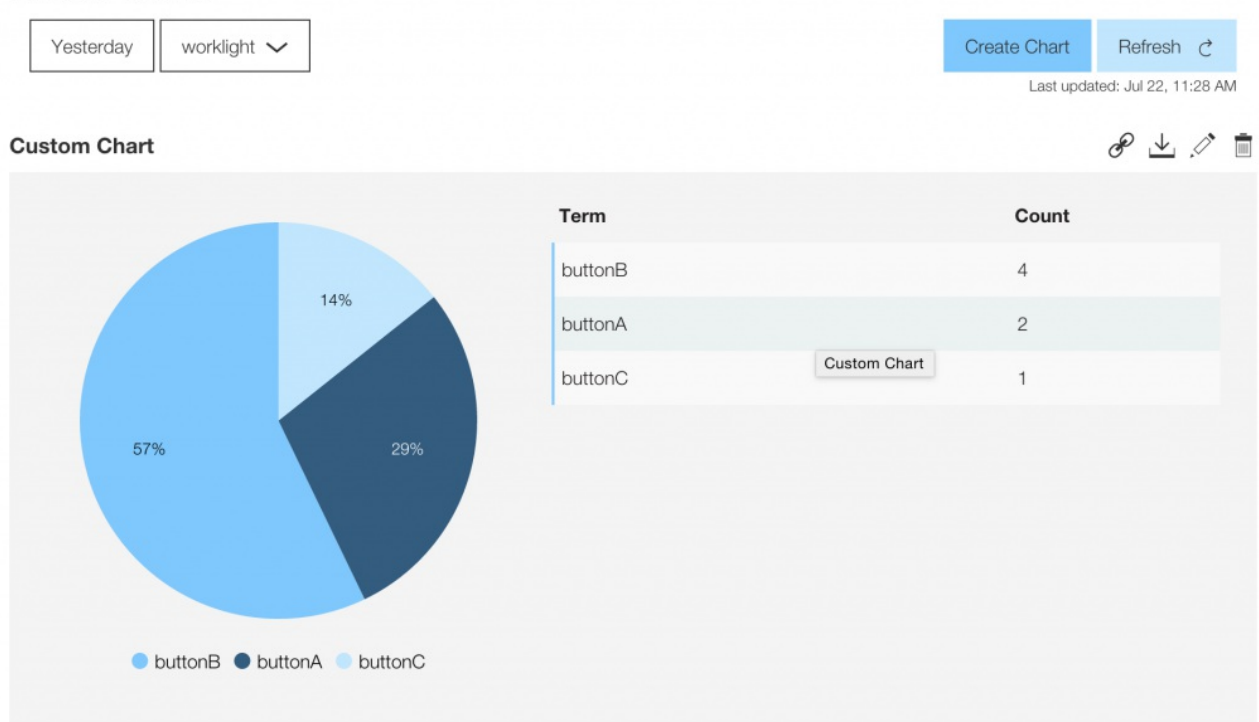 Yesterday worklight Create Chart Refresh
Last updated: Jul 22, 11:28 AM
Custom Chart
Term Count
buttonB 4
buttonA 2
Custom Chart
buttonC 1
14%
57% 29%
buttonB buttonA buttonC